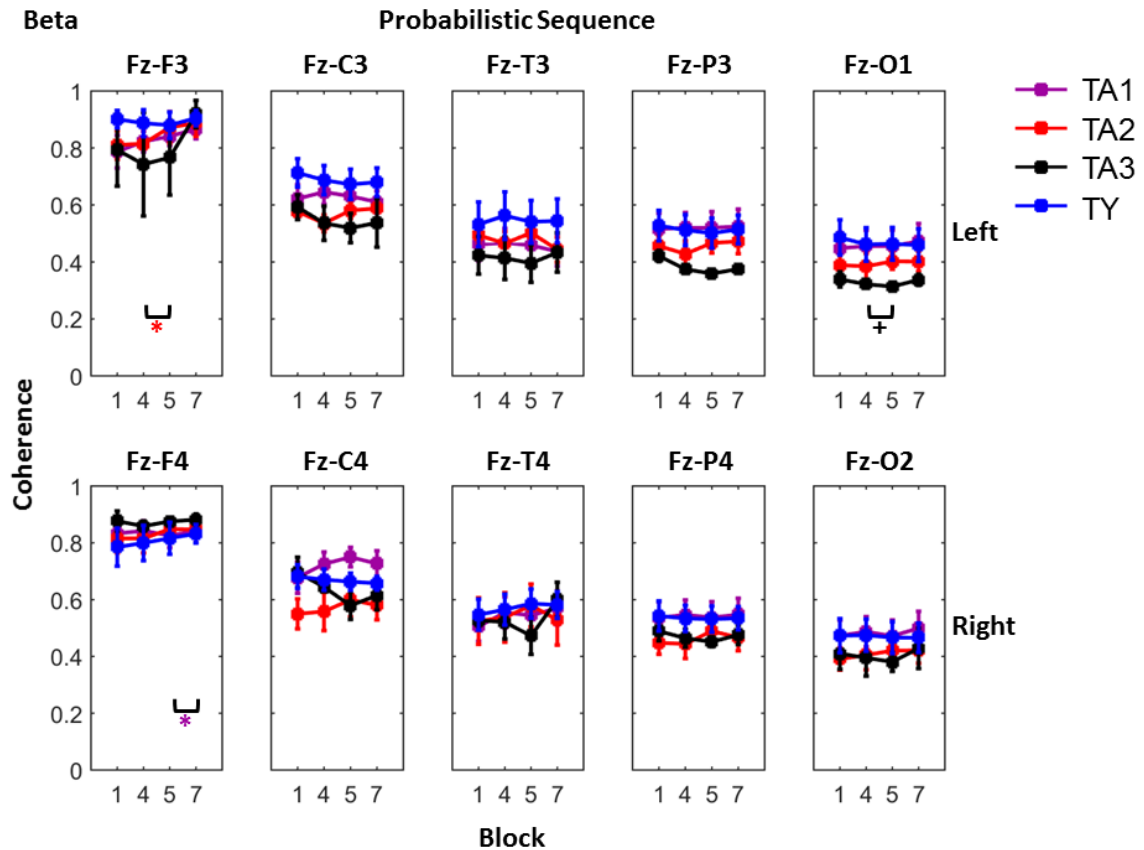 Beta Probabilistic Sequence
Fz-F3 Fz-C3 Fz-T3 Fz-P3 Fz-O1
TA1
TA2
TA3
TY
1
0.8
0.6
0.4
0.2
0
*
+
Left
1 4 5 7 1 4 5 7 1 4 5 7 1 4 5 7 1 4 5 7
Coherence
Fz-F4 Fz-C4 Fz-T4 Fz-P4 Fz-O2
1
0.8
0.6
0.4
0.2
0
*
Right
1 4 5 7 1 4 5 7 1 4 5 7 1 4 5 7 1 4 5 7
Block